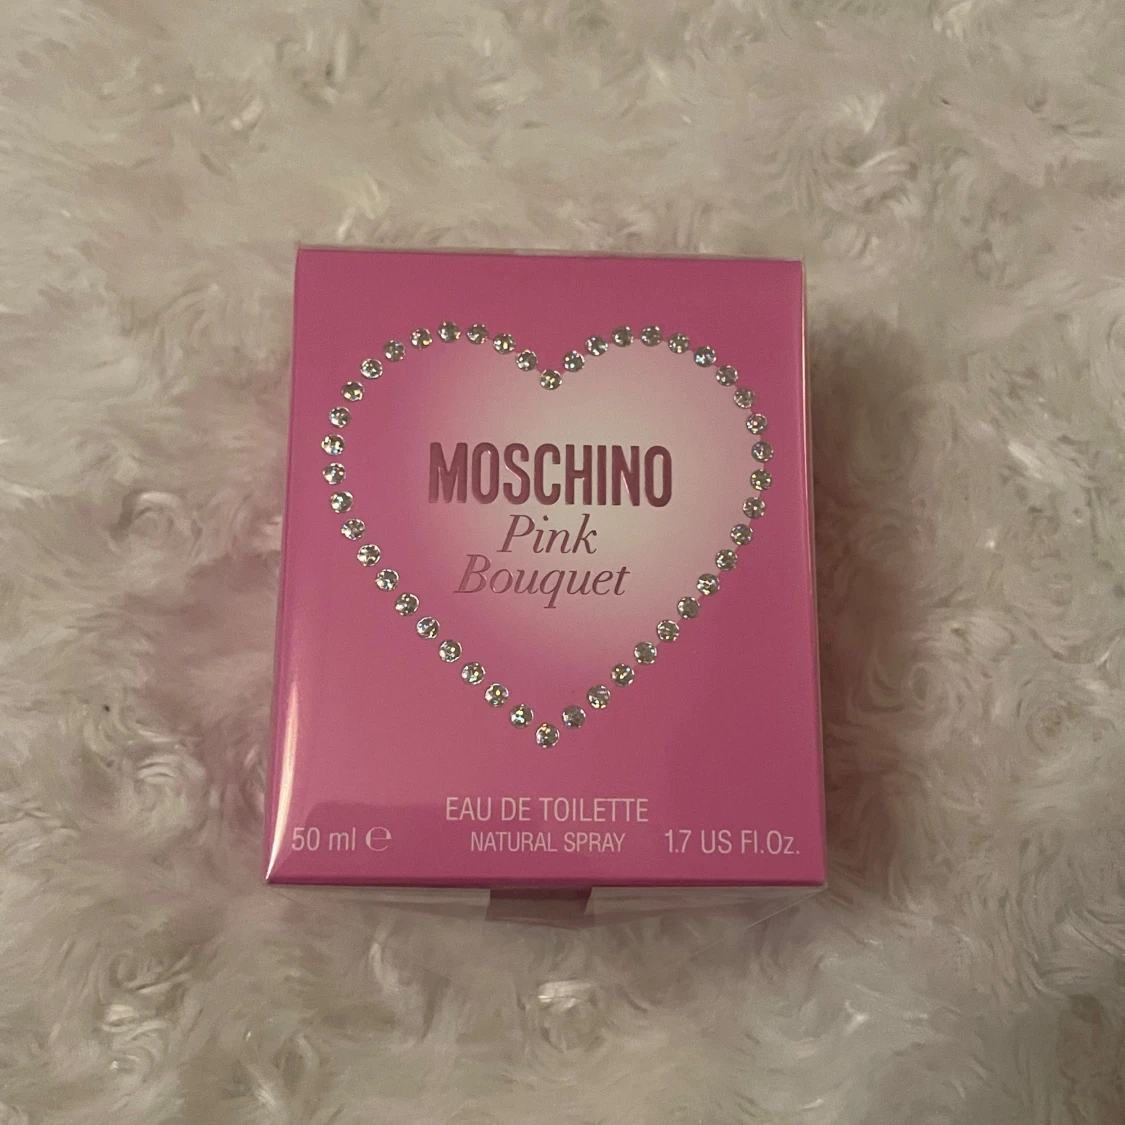 MOSCHINO
Pink
Bouquet
EAU DE TOILETTE
50 ml ℮ NATURAL SPRAY 1.7 US Fl.Oz.